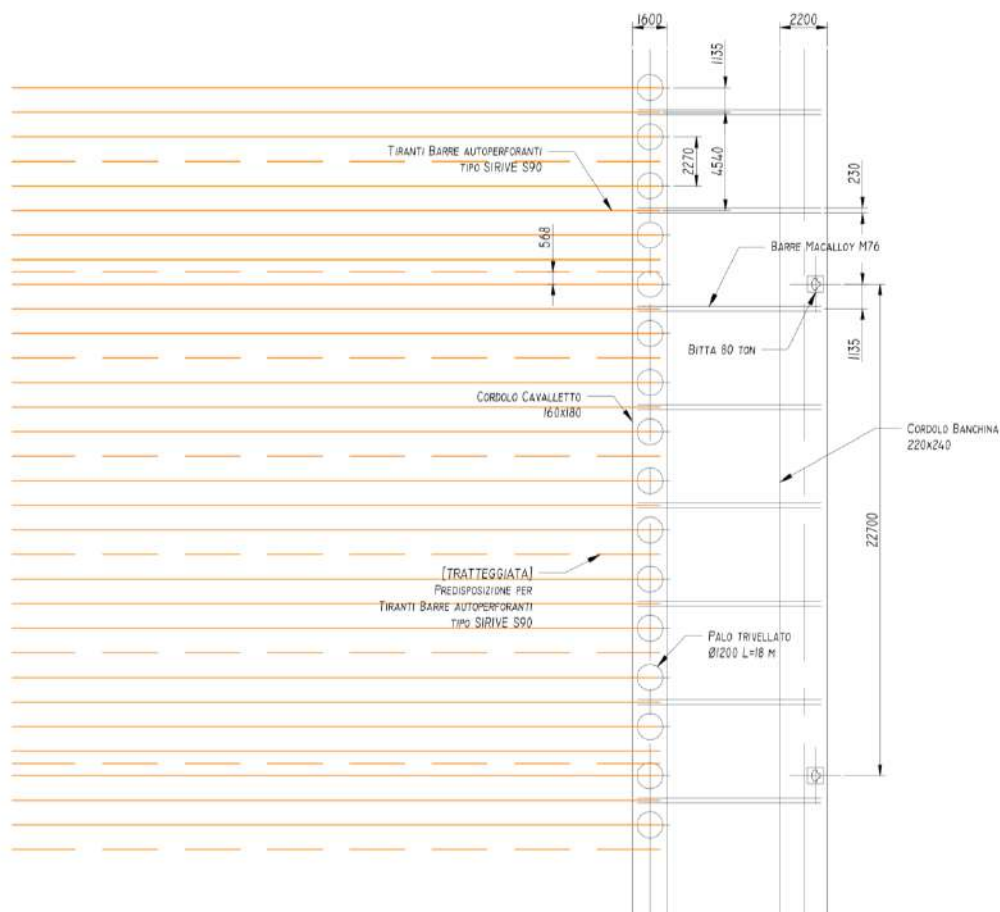 1600
2200
1135
TIRANTI BARRE AUTOPERFORANTI
TIPO SIRIVE S90
2270
4540
230
568
BARRE MACALLOY M76
BITTA 80 TON
1135
CORDOLO CAVALLETTO
160X180
CORDOLO BANCHINA
220X240
22700
[TRATTEGGIATA]
PREDISPOSIZIONE PER
TIRANTI BARRE AUTOPERFORANTI
TIPO SIRIVE S90
PALO TRIVELLATO
Ø1200 L=18 M